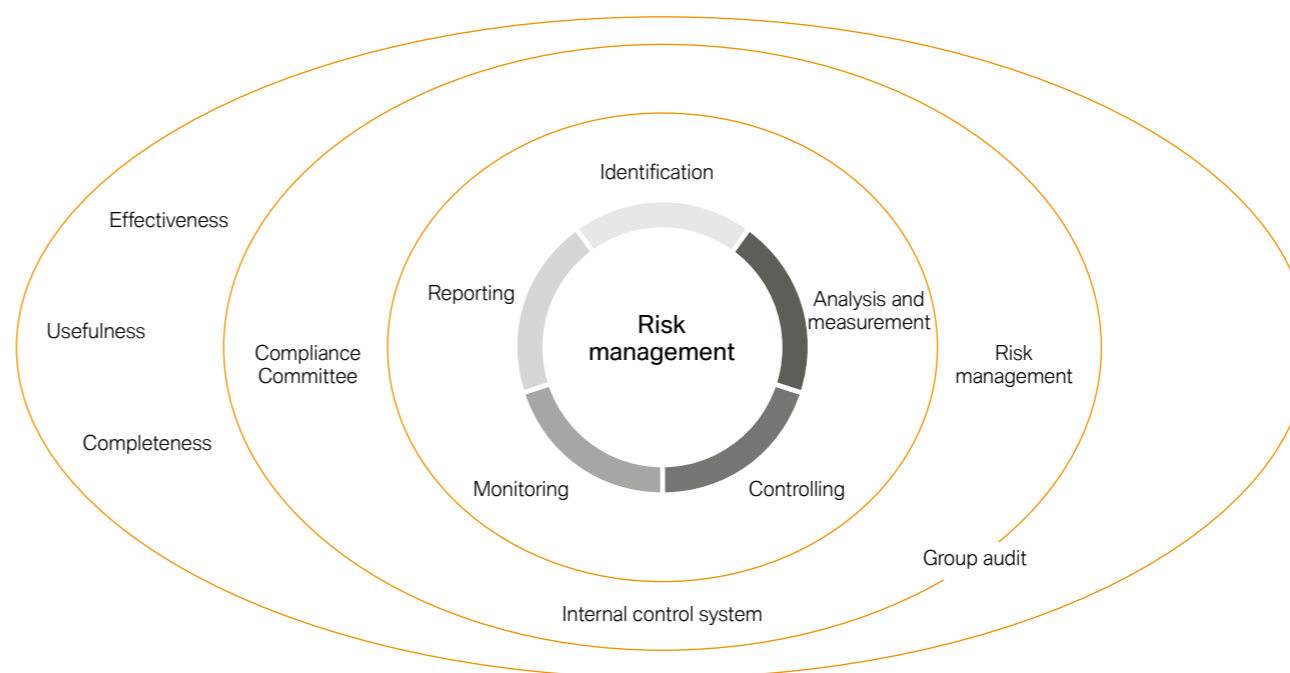 Identification
Effectiveness
Reporting
Analysis and
measurement
Risk
management
Usefulness
Compliance
Committee
Risk
management
Completeness
Monitoring
Controlling
Group audit
Internal control system